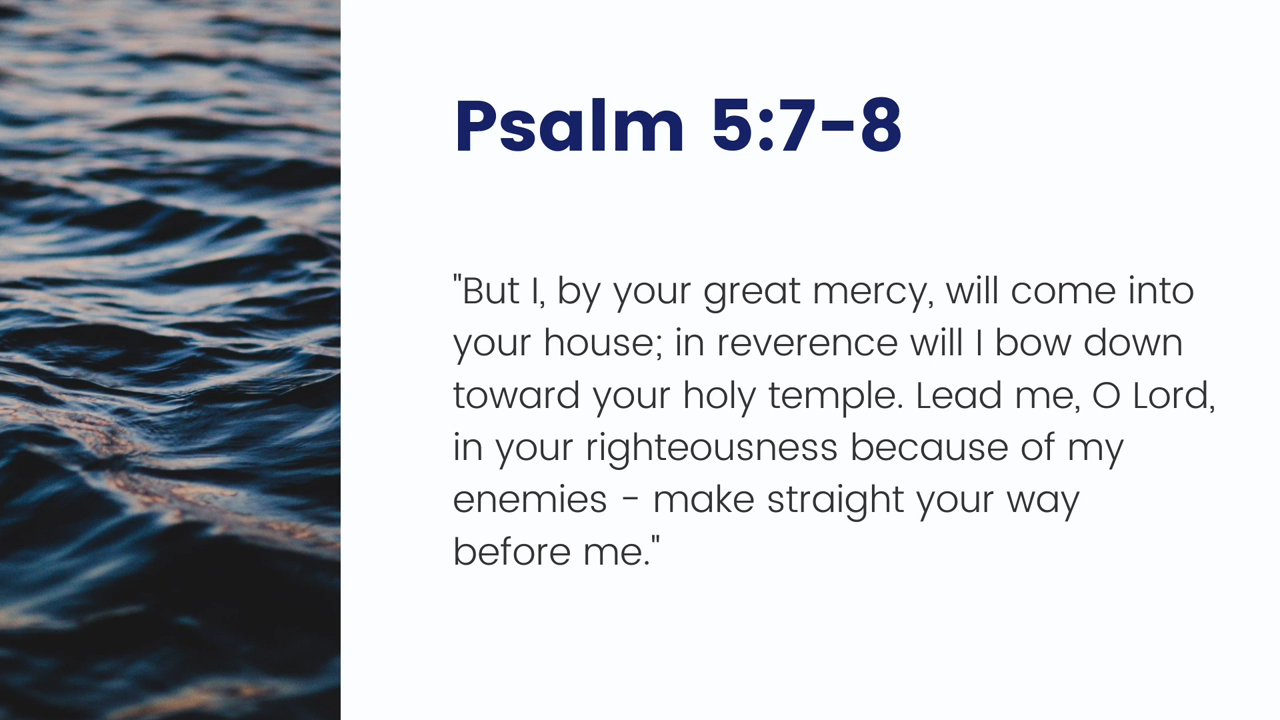 Psalm 5:7-8
"But I, by your great mercy, will come into
your house; in reverence will I bow down
toward your holy temple. Lead me, O Lord,
in your righteousness because of my
enemies - make straight your way
before me."